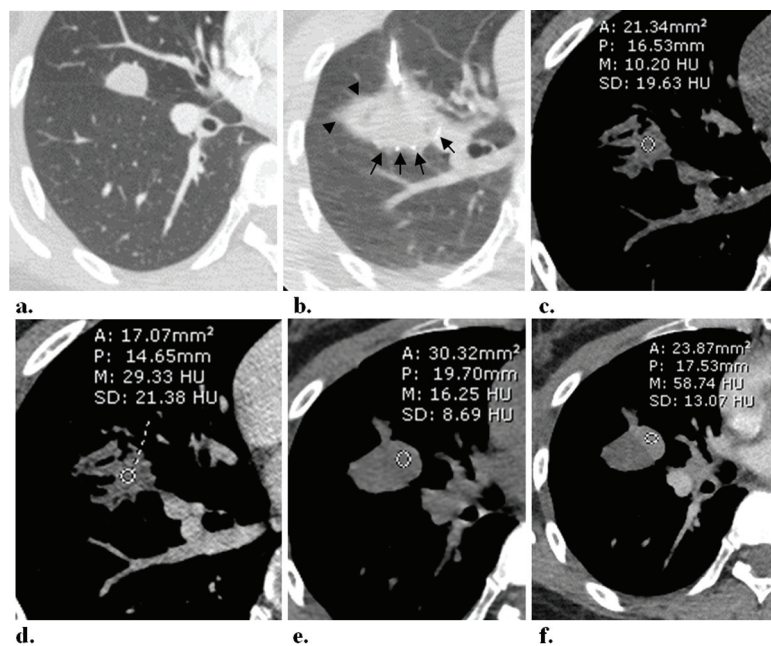 a.
b.
A: 21.34mm²
P: 16.53mm
M: 10.20 HU
SD: 19.63 HU
c.
A: 17.07mm²
P: 14.65mm
M: 29.33 HU
SD: 21.38 HU
d.
A: 30.32mm²
P: 19.70mm
M: 16.25 HU
SD: 8.69 HU
e.
A: 23.87mm²
P: 17.53mm
M: 58.74 HU
SD: 13.07 HU
f.